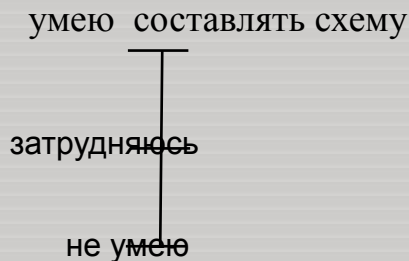 умею составлять схему
затрудняюсь
не умею